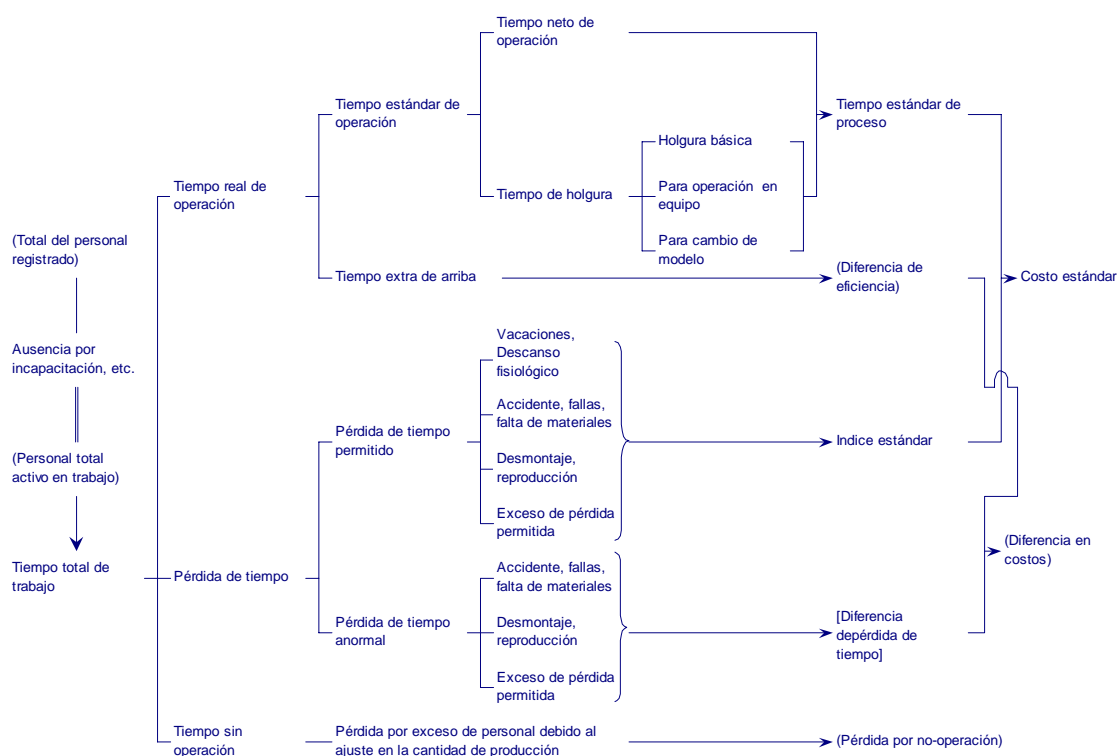 Tiempo neto de
operación
Tiempo estándar de
operación
Tiempo estándar de
proceso
Holgura básica
Tiempo real de
operación
Tiempo de holgura
Para operación en
equipo
(Total del personal
registrado)
Para cambio de
modelo
Tiempo extra de arriba
(Diferencia de
eficiencia)
Costo estándar
Ausencia por
incapacitación, etc.
Vacaciones,
Descanso
fisiológico
Accidente, fallas,
falta de materiales
Pérdida de tiempo
permitido
Indice estándar
(Personal total
activo en trabajo)
Desmontaje,
reproducción
Exceso de pérdida
permitida
(Diferencia en
costos)
Tiempo total de
trabajo
Pérdida de tiempo
Accidente, fallas,
falta de materiales
Pérdida de tiempo
anormal
Desmontaje,
reproducción
[Diferencia
depérdida de
tiempo]
Exceso de pérdida
permitida
Tiempo sin
operación
Pérdida por exceso de personal debido al
ajuste en la cantidad de producción
(Pérdida por no-operación)